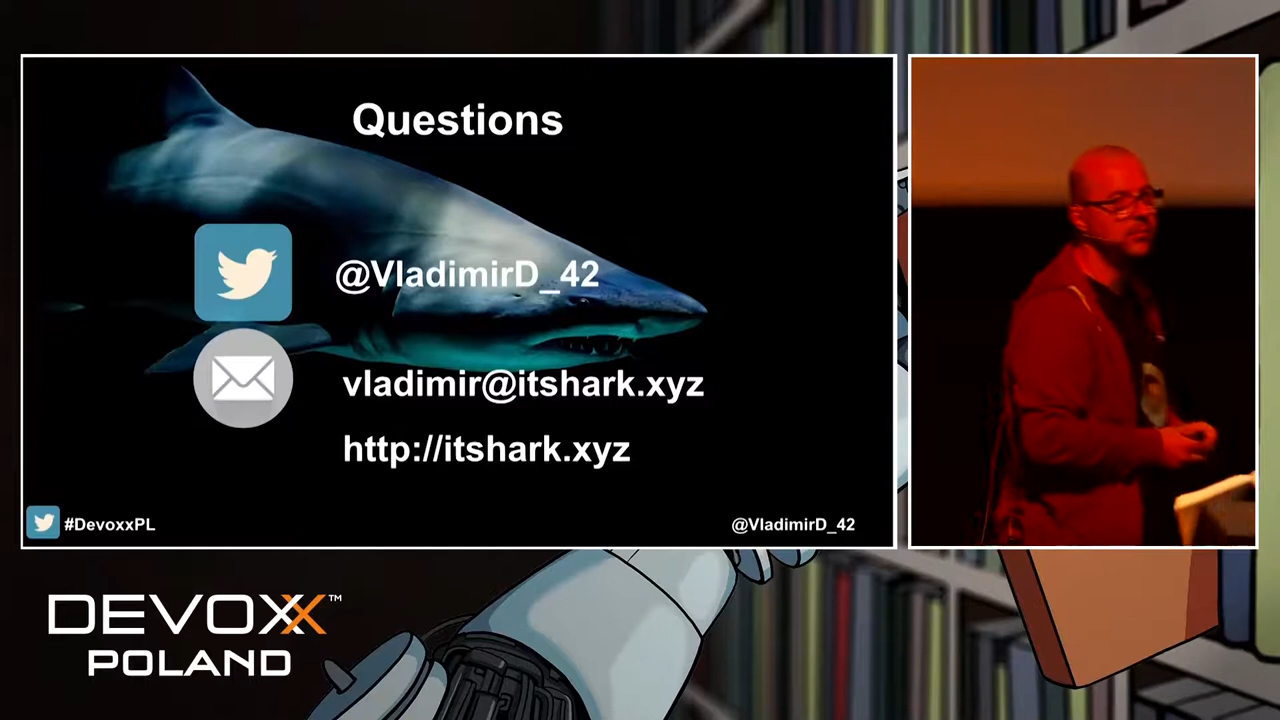 Questions
@VladimirD_42
vladimir@itshark.xyz
http://itshark.xyz
#DevoxxPL
@VladimirD_42
DEVOXX™
POLAND